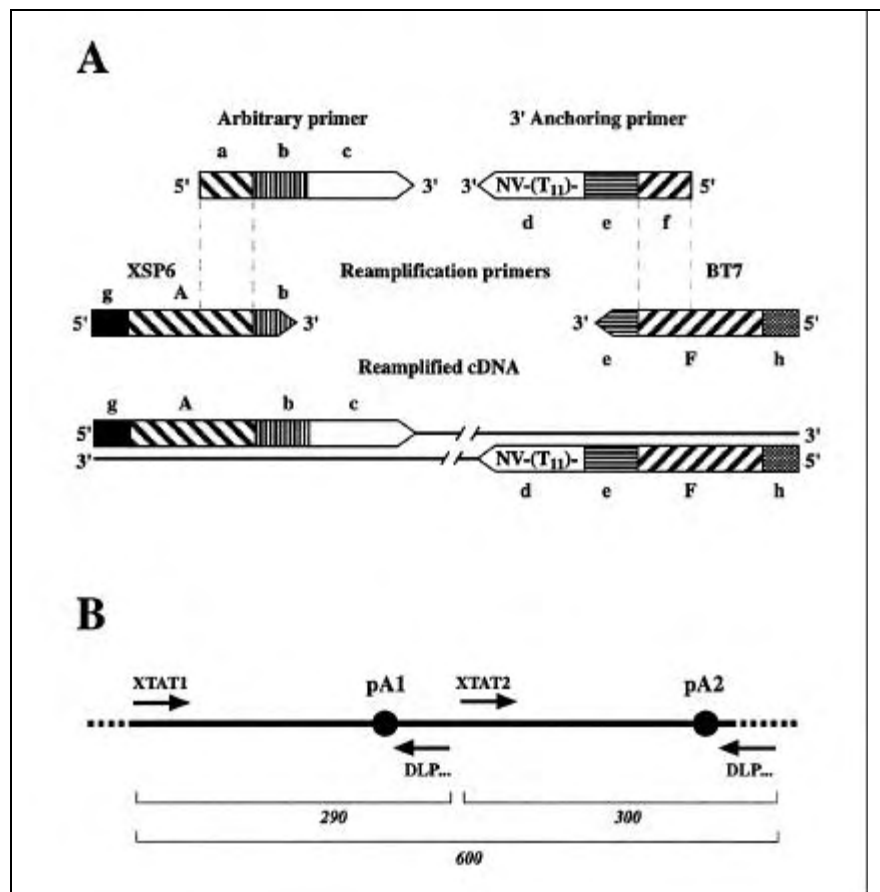 A
Arbitrary primer 3' Anchoring primer
a b c
5' 3' 3' NV-(T₁₁)- 5'
d e f
XSP6 Reamplification primers BT7
g A b
5' 3' 3' 5'
e F h
Reamplified cDNA
g A b c
5' 3'
3' NV-(T₁₁)- 5'
d e F h
B
XTAT1 pA1 XTAT2 pA2
DLP... DLP...
290 300
600